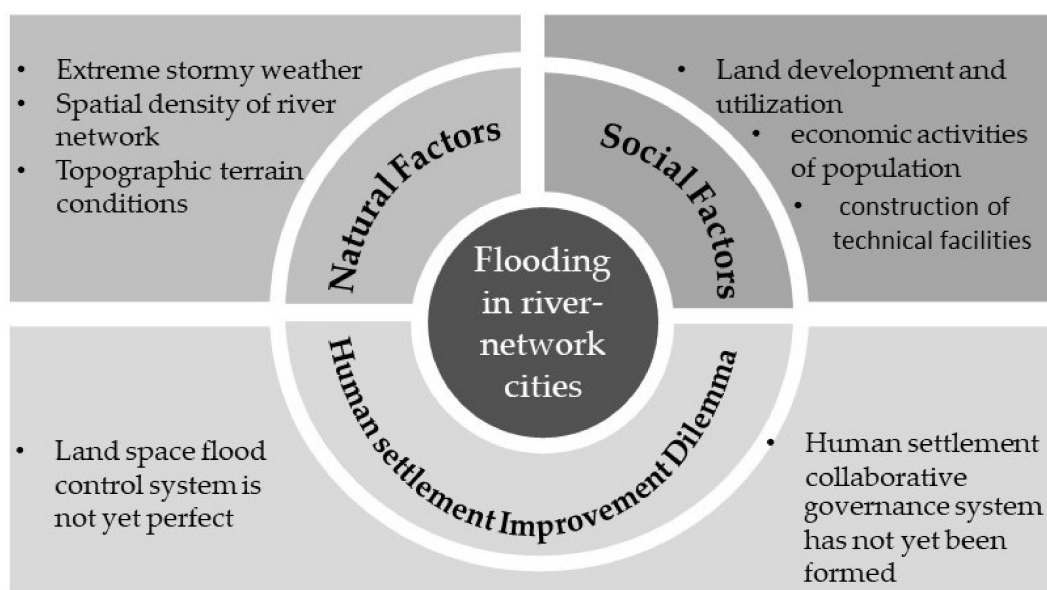 • Extreme stormy weather
• Spatial density of river
network
• Topographic terrain
conditions
Natural Factors
• Land development and
utilization
• economic activities
of population
• construction of
technical facilities
Social Factors
Flooding
in river-
network
cities
Human settlement Improvement Dilemma
• Land space flood
control system is
not yet perfect
• Human settlement
collaborative
governance system
has not yet been
formed